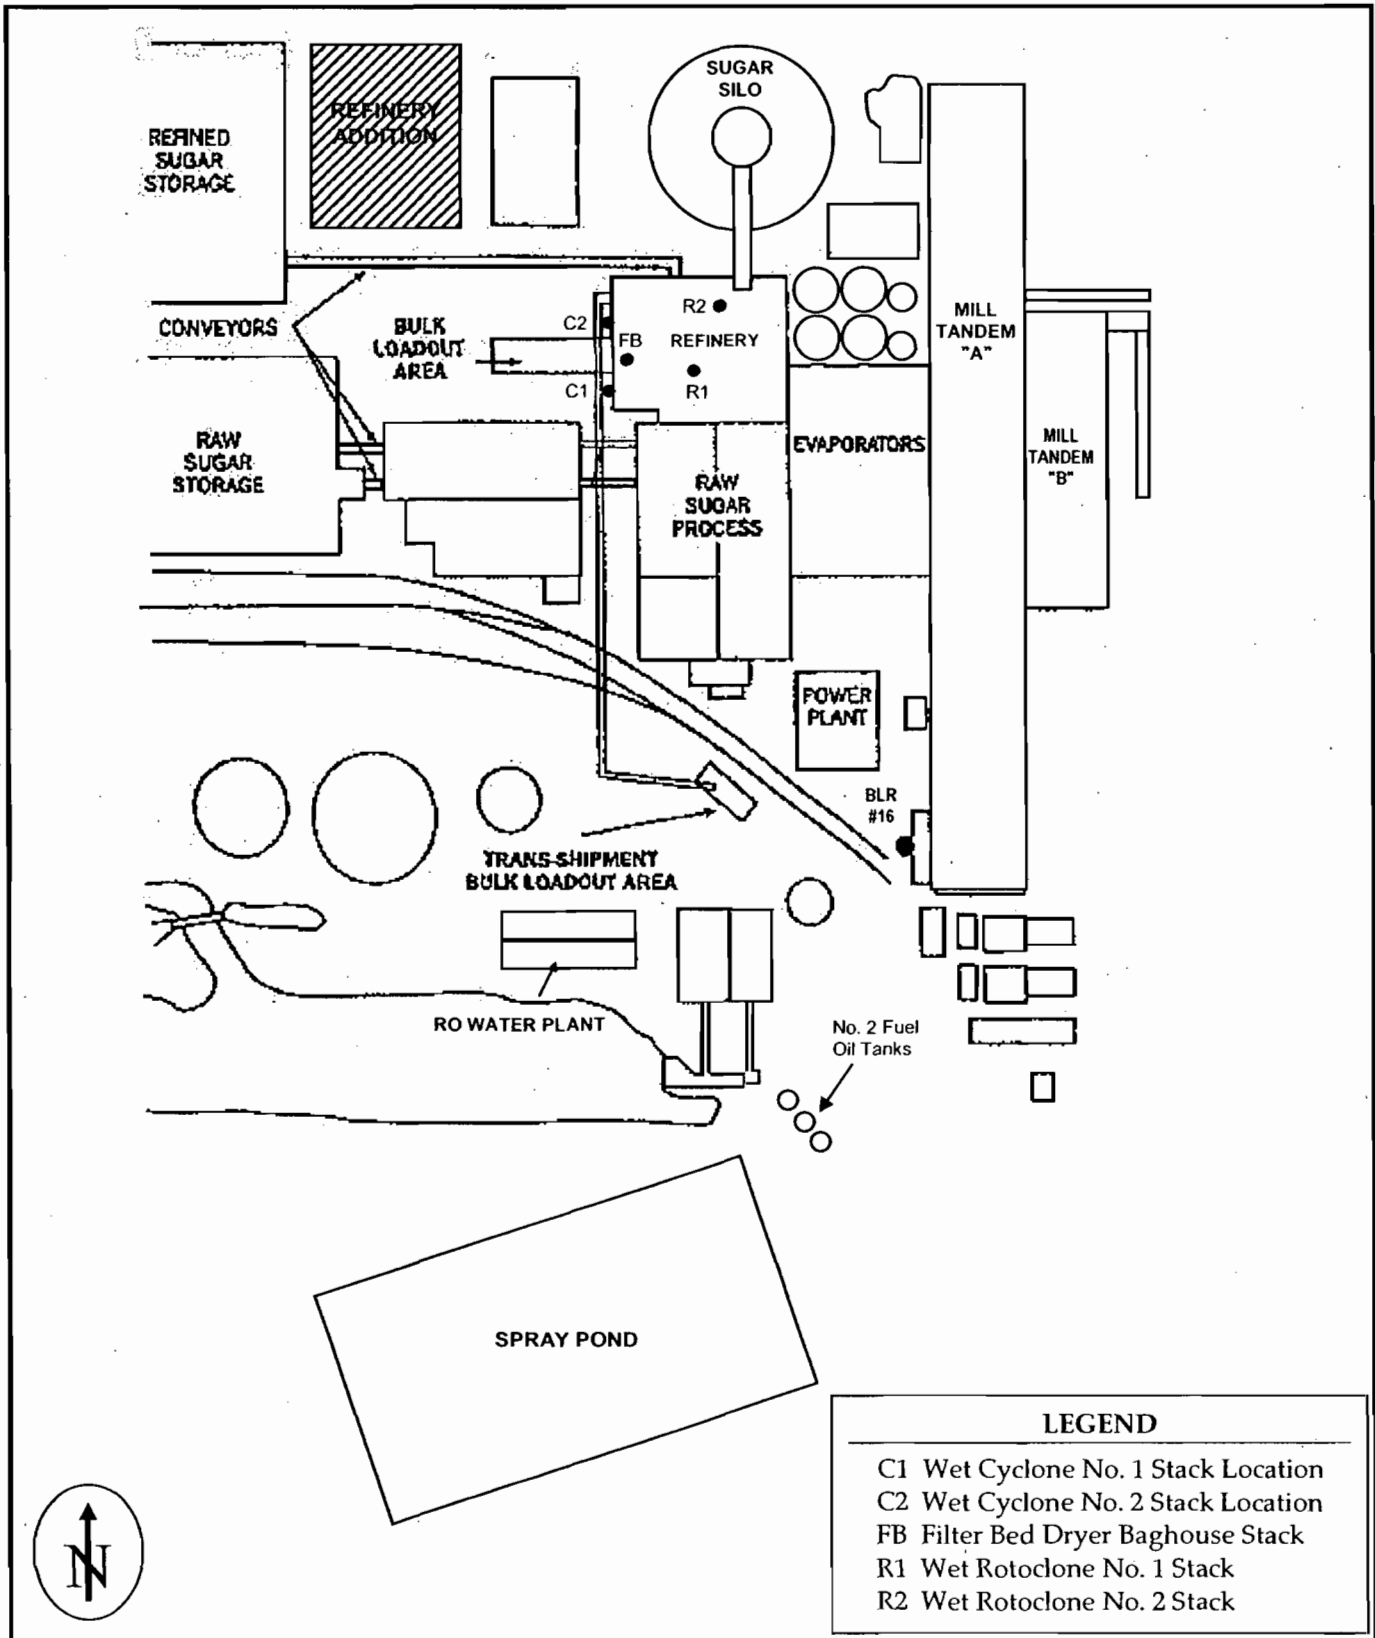 SUGAR
SILO
REFINERY
ADDITION
REFINED
SUGAR
STORAGE
CONVEYORS
BULK
LOADOUT
AREA
C2
R2
FB
REFINERY
C1
R1
MILL
TANDEM
"A"
RAW
SUGAR
STORAGE
RAW
SUGAR
PROCESS
EVAPORATORS
MILL
TANDEM
"B"
POWER
PLANT
BLR
#16
TRANS-SHIPMENT
BULK LOADOUT AREA
RO WATER PLANT
No. 2 Fuel
Oil Tanks
SPRAY POND
N
LEGEND
C1 Wet Cyclone No. 1 Stack Location
C2 Wet Cyclone No. 2 Stack Location
FB Filter Bed Dryer Baghouse Stack
R1 Wet Rotoclone No. 1 Stack
R2 Wet Rotoclone No. 2 Stack